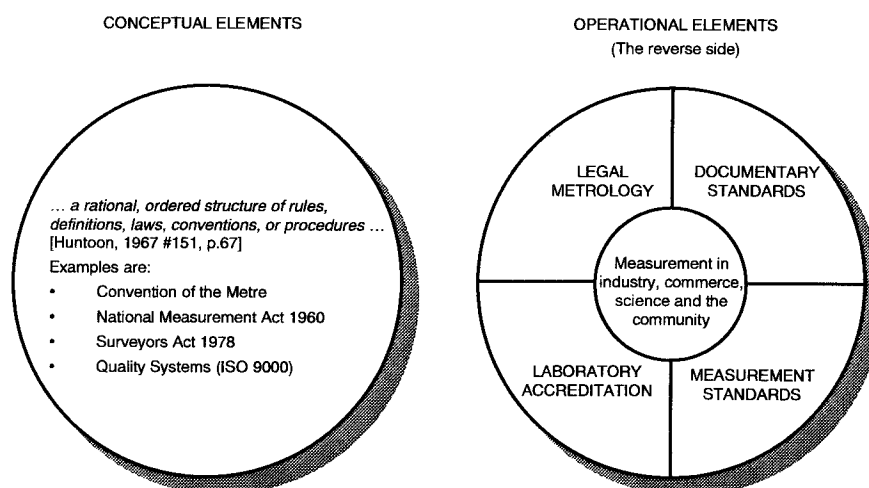 CONCEPTUAL ELEMENTS
... a rational, ordered structure of rules,
definitions, laws, conventions, or procedures ...
[Huntoon, 1967 #151, p.67]
Examples are:
• Convention of the Metre
• National Measurement Act 1960
• Surveyors Act 1978
• Quality Systems (ISO 9000)
OPERATIONAL ELEMENTS
(The reverse side)
LEGAL
METROLOGY
DOCUMENTARY
STANDARDS
Measurement in
industry, commerce,
science and the
community
LABORATORY
ACCREDITATION
MEASUREMENT
STANDARDS